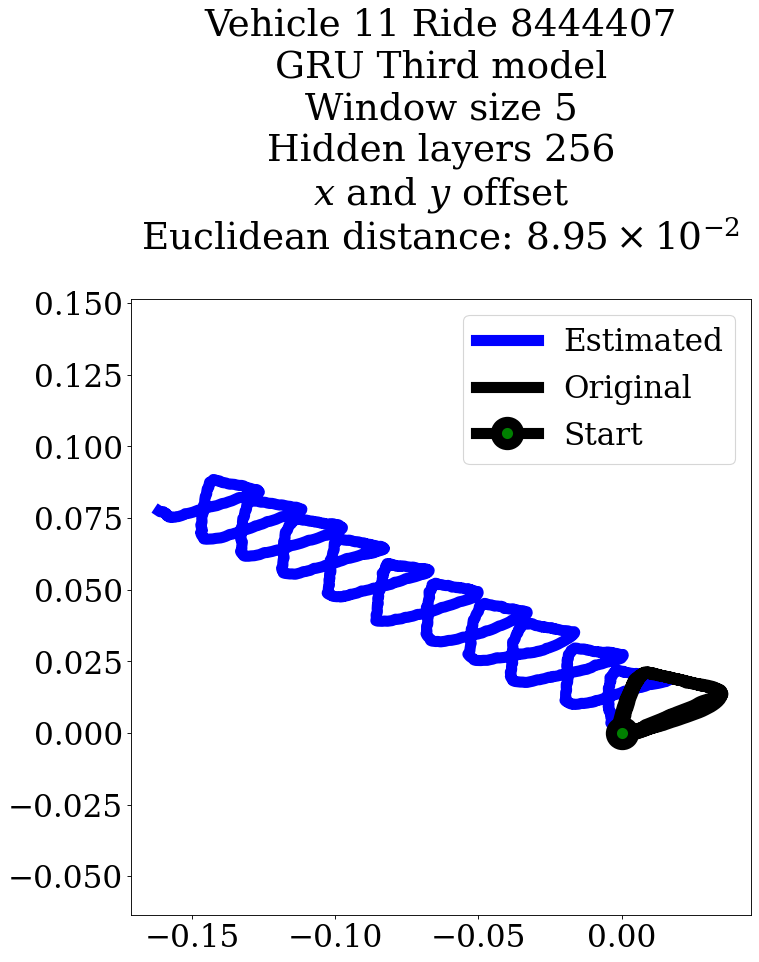 Vehicle 11 Ride 8444407
GRU Third model
Window size 5
Hidden layers 256
x and y offset
Euclidean distance: 8.95 × 10⁻²
0.150
0.125
0.100
0.075
0.050
0.025
0.000
−0.025
−0.050
Estimated
Original
Start
−0.15 −0.10 −0.05 0.00